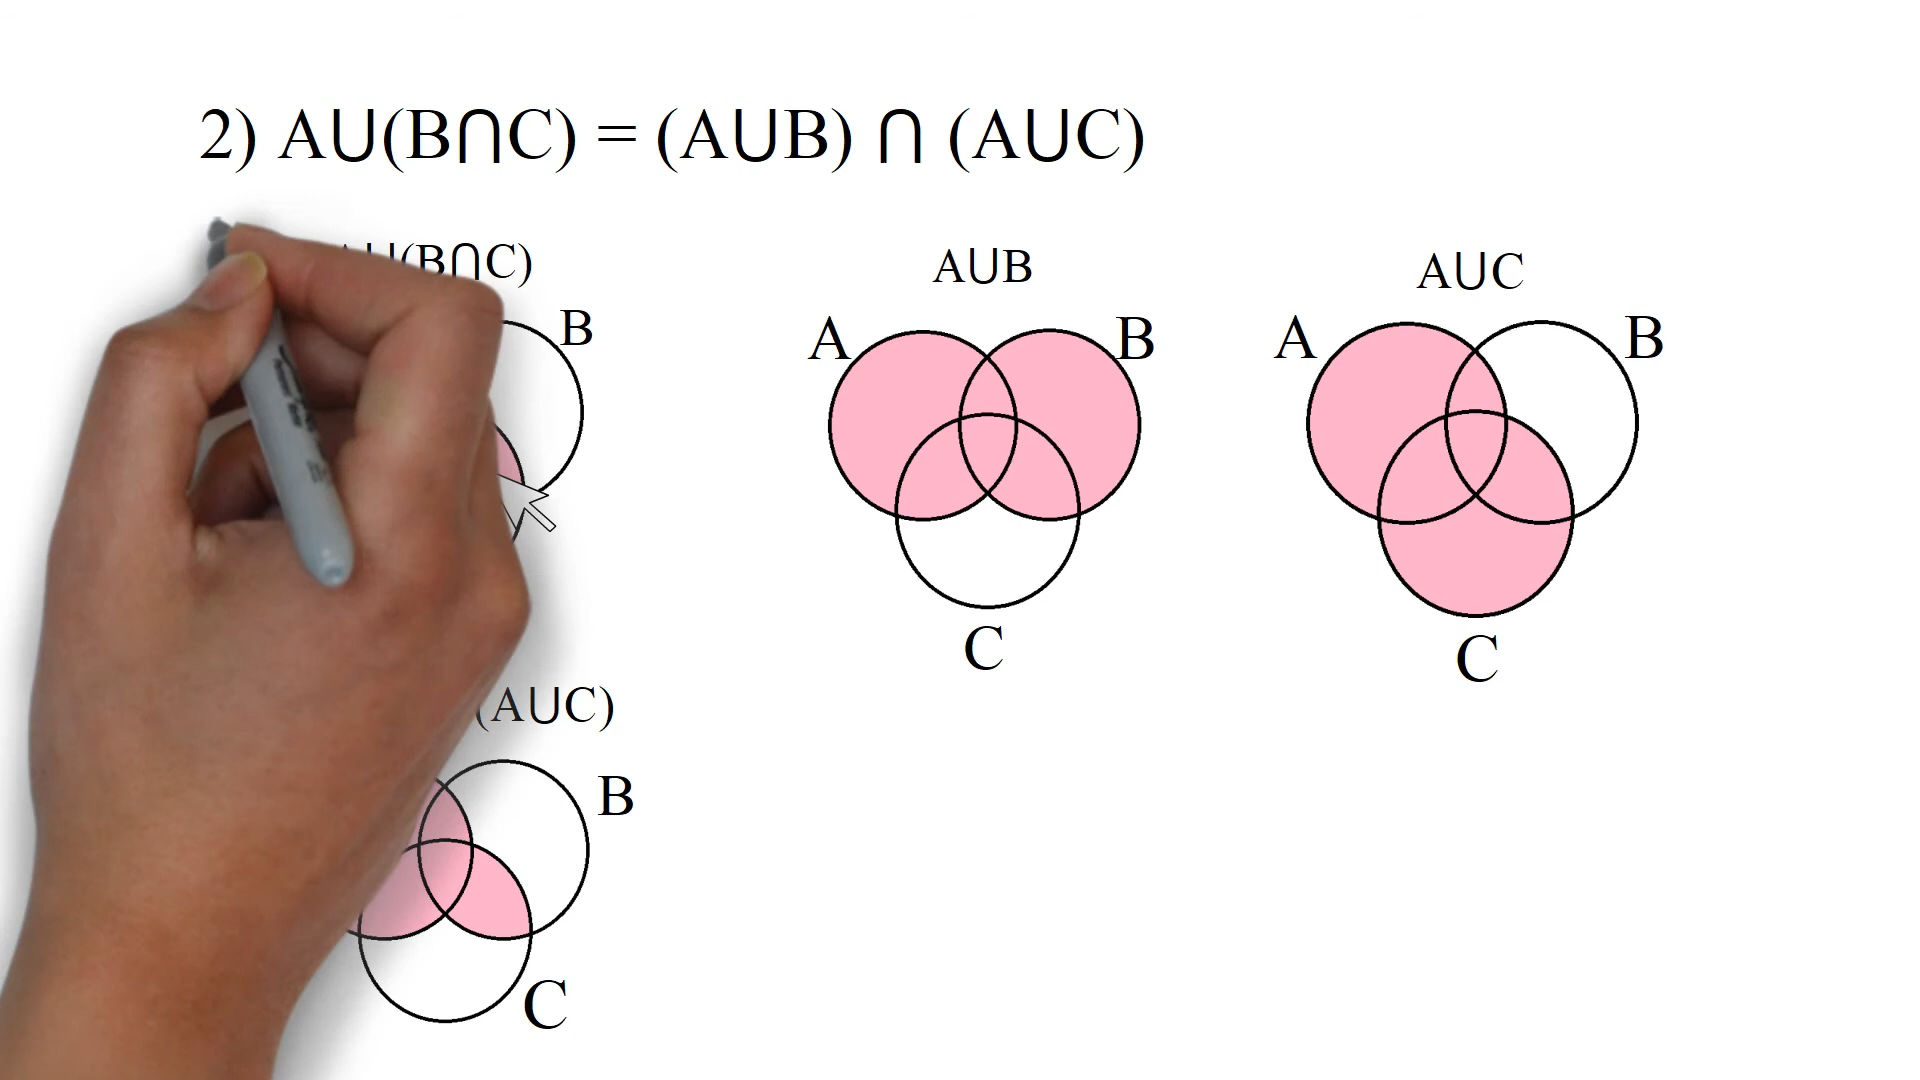 2) A∪(B∩C) = (A∪B) ∩ (A∪C)
A∪(B∩C)
B
A∪B
A
B
C
A∪C
A
B
C
(A∪C)
B
C